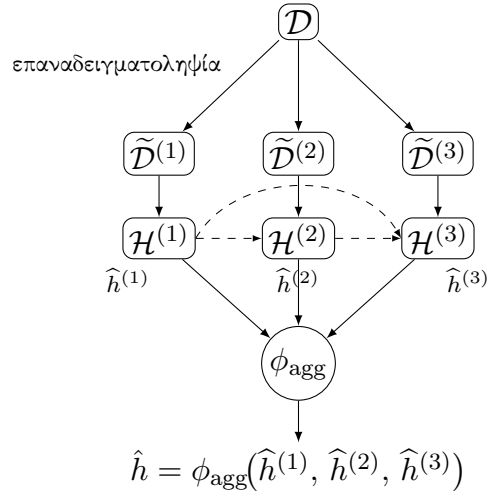 𝒟
επαναδειγματοληψία
𝒟̃⁽¹⁾ 𝒟̃⁽²⁾ 𝒟̃⁽³⁾
ℋ⁽¹⁾ ℋ⁽²⁾ ℋ⁽³⁾
ĥ⁽¹⁾ ĥ⁽²⁾ ĥ⁽³⁾
ϕ_agg
ĥ = ϕ_agg(ĥ⁽¹⁾, ĥ⁽²⁾, ĥ⁽³⁾)